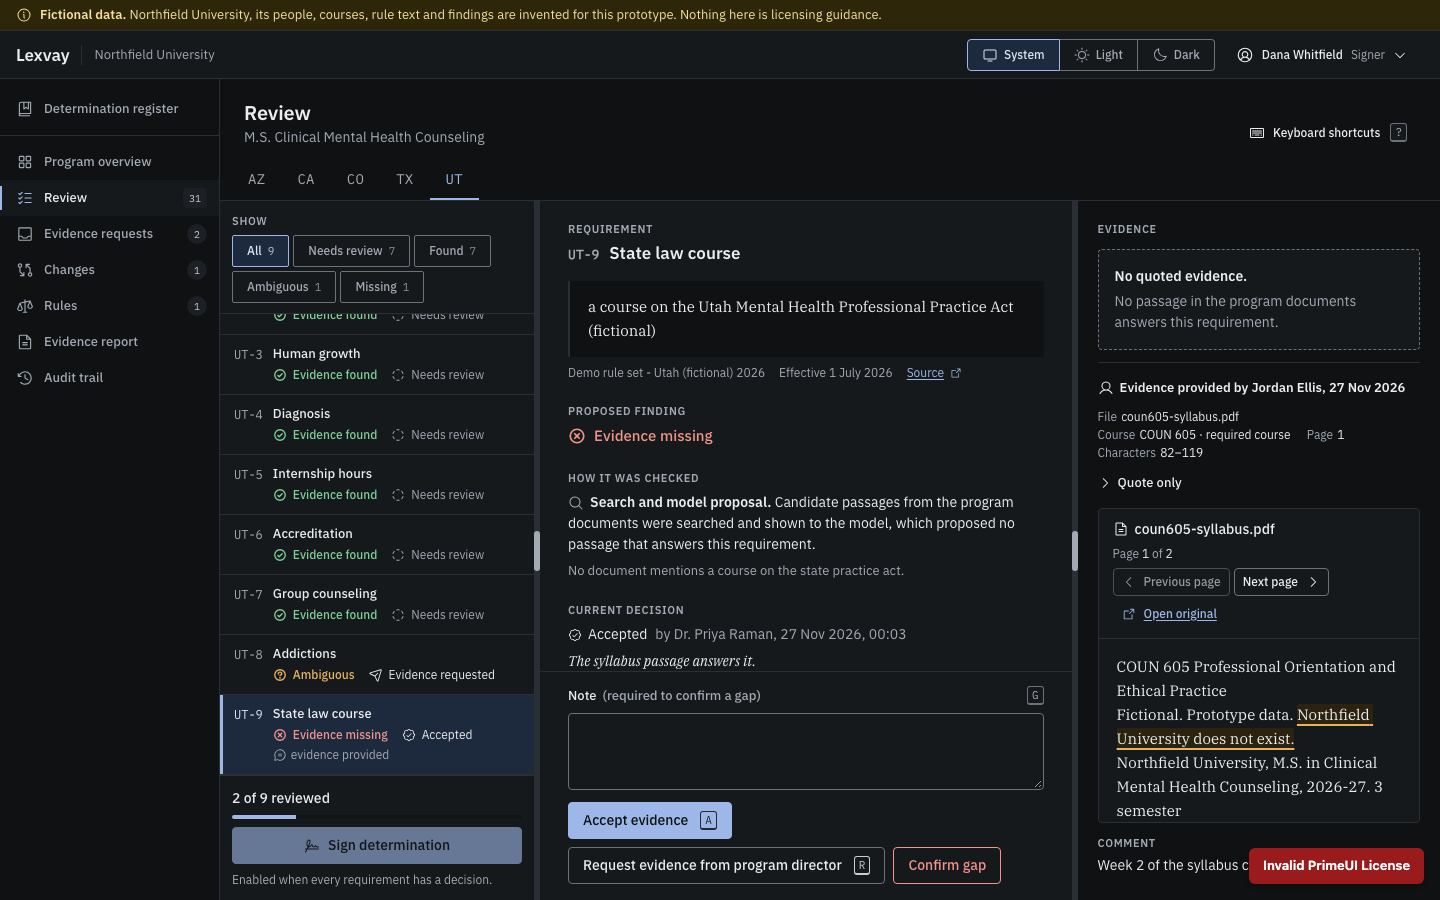 Fictional data. Northfield University, its people, courses, rule text and findings are invented for this prototype. Nothing here is licensing guidance.
Lexvay
Northfield University
System
Light
Dark
Dana Whitfield Signer
Determination register
Program overview
Review 31
Evidence requests 2
Changes 1
Rules 1
Evidence report
Audit trail
Review
M.S. Clinical Mental Health Counseling
Keyboard shortcuts ?
AZ CA CO TX UT
SHOW
All 9
Needs review 7
Found 7
Ambiguous 1
Missing 1
Evidence found Needs review
UT-3 Human growth
Evidence found Needs review
UT-4 Diagnosis
Evidence found Needs review
UT-5 Internship hours
Evidence found Needs review
UT-6 Accreditation
Evidence found Needs review
UT-7 Group counseling
Evidence found Needs review
UT-8 Addictions
Ambiguous Evidence requested
UT-9 State law course
Evidence missing Accepted
evidence provided
2 of 9 reviewed
Sign determination
Enabled when every requirement has a decision.
REQUIREMENT
UT-9 State law course
a course on the Utah Mental Health Professional Practice Act
(fictional)
Demo rule set - Utah (fictional) 2026 Effective 1 July 2026 Source
PROPOSED FINDING
Evidence missing
HOW IT WAS CHECKED
Search and model proposal. Candidate passages from the program
documents were searched and shown to the model, which proposed no
passage that answers this requirement.
No document mentions a course on the state practice act.
CURRENT DECISION
Accepted by Dr. Priya Raman, 27 Nov 2026, 00:03
The syllabus passage answers it.
Note (required to confirm a gap) G
Accept evidence A
Request evidence from program director R
Confirm gap
EVIDENCE
No quoted evidence.
No passage in the program documents
answers this requirement.
Evidence provided by Jordan Ellis, 27 Nov 2026
File coun605-syllabus.pdf
Course COUN 605 · required course Page 1
Characters 82–119
Quote only
coun605-syllabus.pdf
Page 1 of 2
Previous page
Next page
Open original
COUN 605 Professional Orientation and
Ethical Practice
Fictional. Prototype data. Northfield
University does not exist.
Northfield University, M.S. in Clinical
Mental Health Counseling, 2026-27. 3
semester
COMMENT
Week 2 of the syllabus c
Invalid PrimeUI License